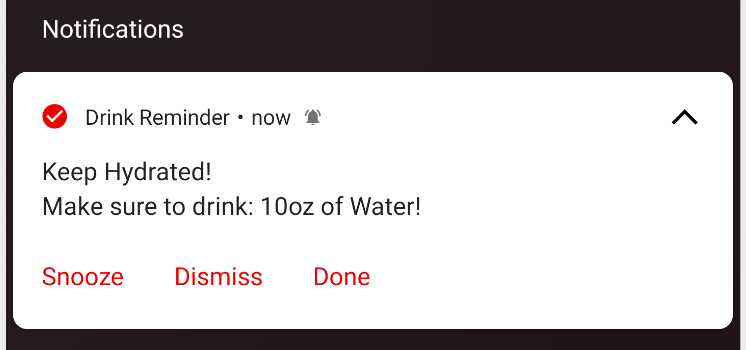 Notifications
Drink Reminder • now
Keep Hydrated!
Make sure to drink: 10oz of Water!
Snooze Dismiss Done